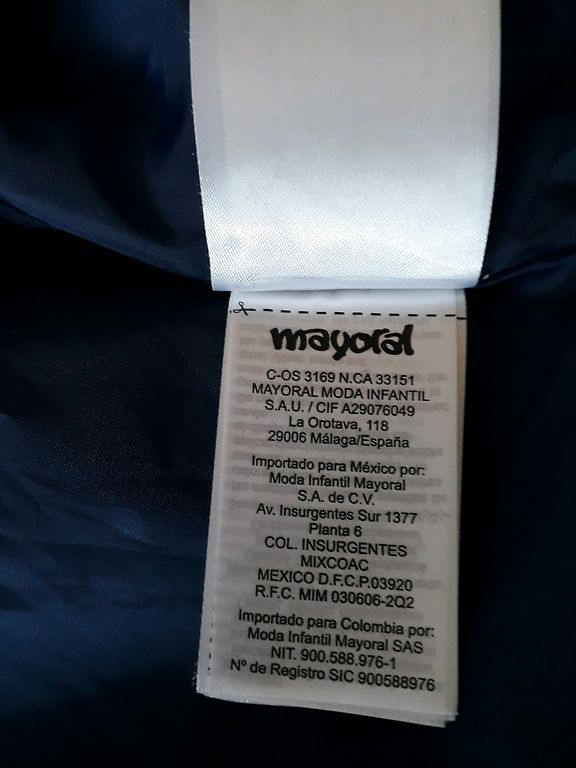 mayoral
C-OS 3169 N.CA 33151
MAYORAL MODA INFANTIL
S.A.U. / CIF A29076049
La Orotava, 118
29006 Málaga/España
Importado para México por:
Moda Infantil Mayoral
S.A. de C.V.
Av. Insurgentes Sur 1377
Planta 6
COL. INSURGENTES
MIXCOAC
MEXICO D.F.C.P.03920
R.F.C. MIM 030606-2Q2
Importado para Colombia por:
Moda Infantil Mayoral SAS
NIT. 900.588.976-1
Nº de Registro SIC 900588976